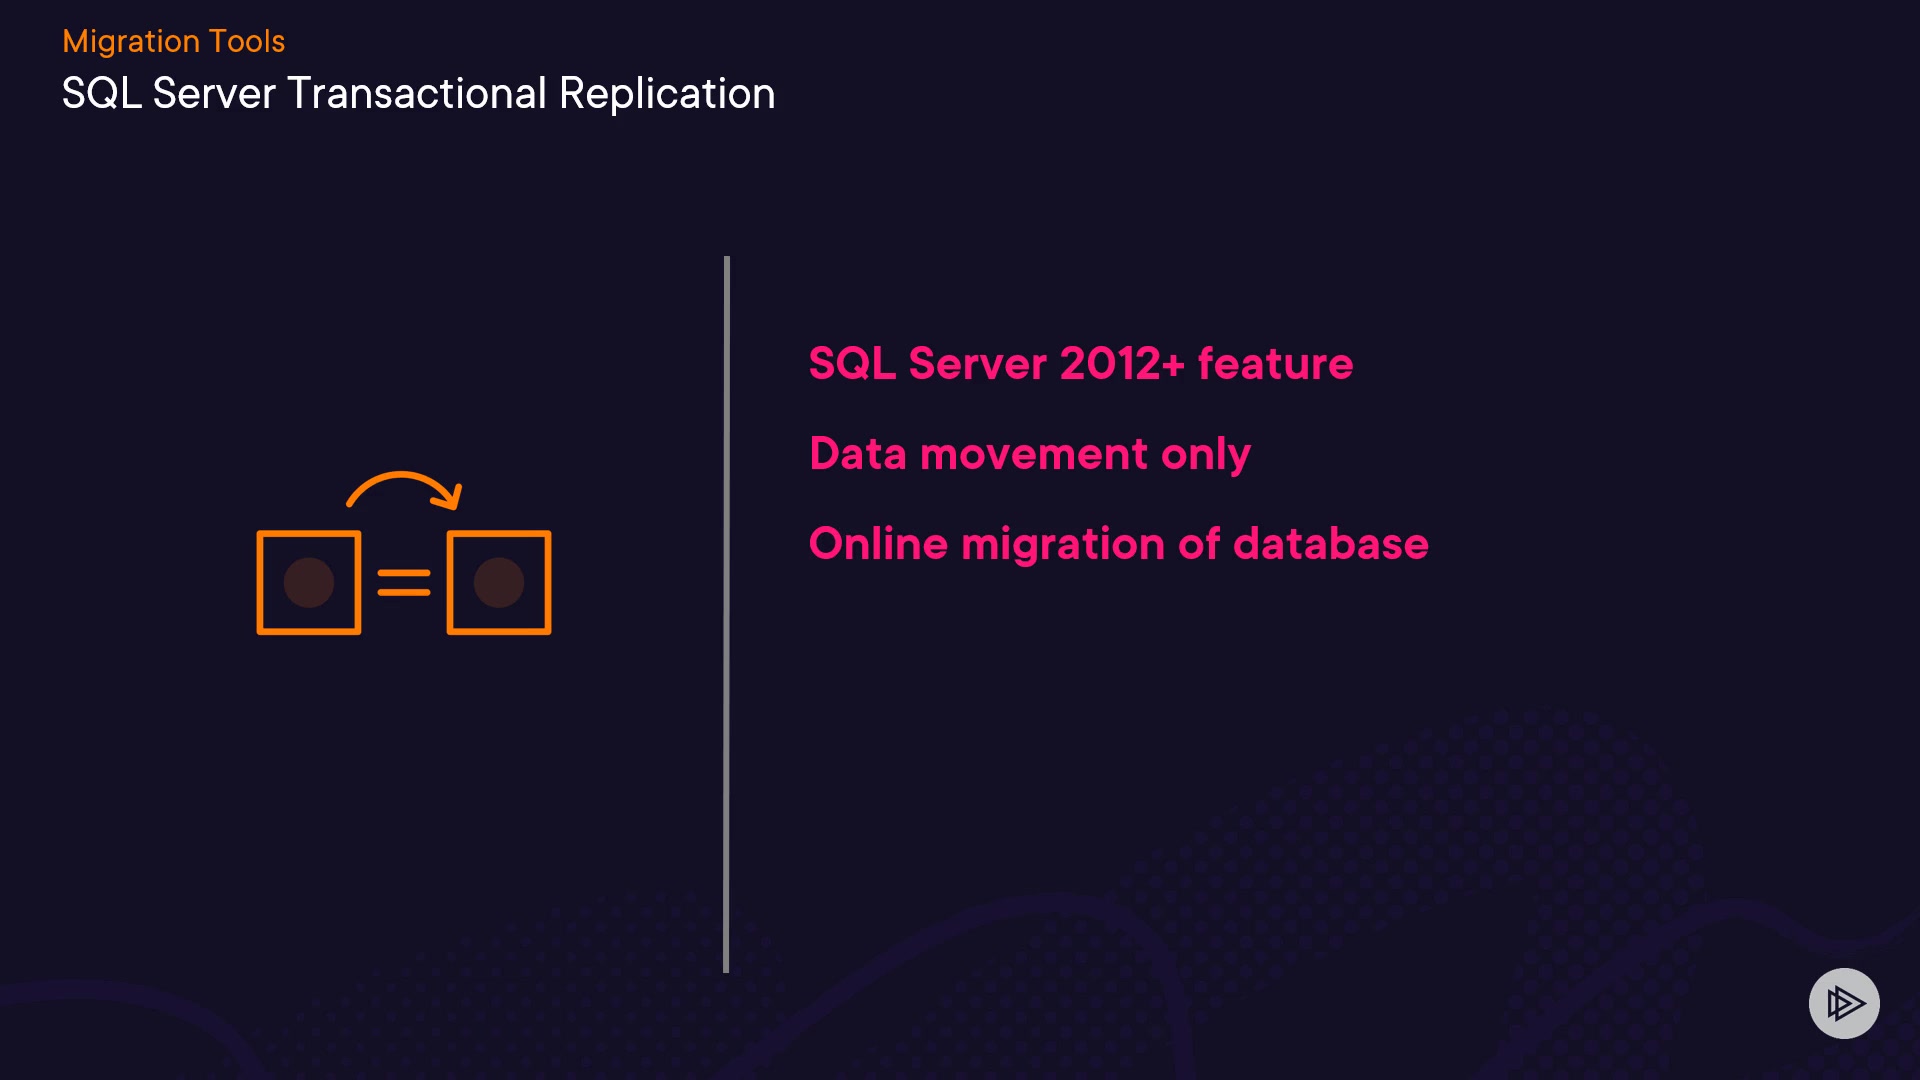 Migration Tools
SQL Server Transactional Replication
SQL Server 2012+ feature
Data movement only
Online migration of database